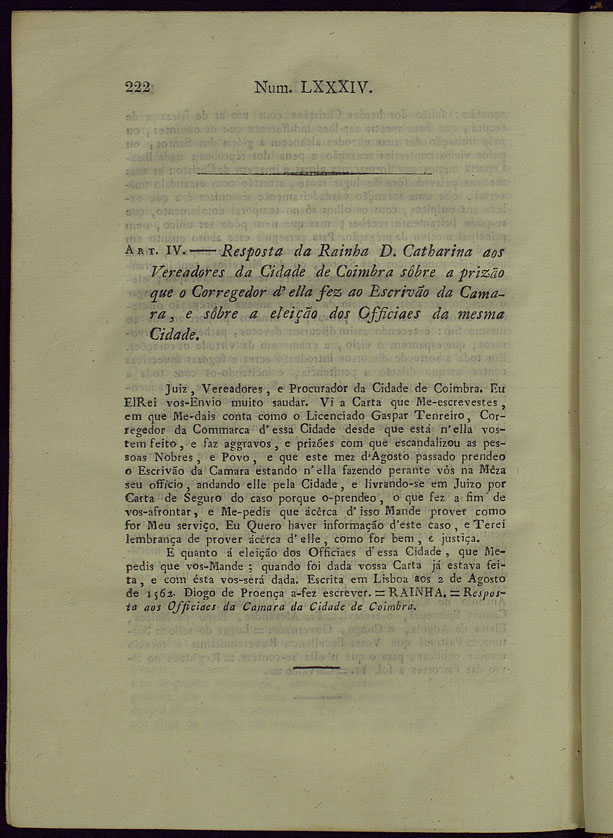 222
Num. LXXXIV.
ART. IV. — Resposta da Rainha D. Catharina aos
Vereadores da Cidade de Coimbra sôbre a prizão
que o Corregedor d'ella fez ao Escrivão da Cama-
ra, e sôbre a eleição dos Officiaes da mesma
Cidade.
Juiz, Vereadores, e Procurador da Cidade de Coimbra. Eu
ElRei vos-Envio muito saudar. Vi a Carta que Me-escrevestes,
em que Me-dais conta como o Licenciado Gaspar Tenreiro, Cor-
regedor da Commarca d'essa Cidade desde que está n'ella vos-
tem feito, e faz aggravos, e prizões com que escandalizou as pes-
soas Nobres, e Povo, e que este mez d'Agosto passado prendeo
o Escrivão da Camara estando n'ella fazendo perante vós na Mêza
seu officio, andando elle pela Cidade, e livrando-se em Juizo por
Carta de Seguro do caso porque o-prendeo, o que fez a fim de
vos-afrontar, e Me-pedis que ácêrca d'isso Mande prover como
for Meu serviço. Eu Quero haver informação d'este caso, e Terei
lembrança de prover ácêrca d'elle, como for bem, e justiça.
E quanto á eleição dos Officiaes d'essa Cidade, que Me-
pedis que vos-Mande; quando foi dada vossa Carta já estava fei-
ta, e com ésta vos-será dada. Escrita em Lisboa aos 2 de Agosto
de 1562. Diogo de Proença a-fez escrever. = RAINHA. = Respos-
ta aos Officiaes da Camara da Cidade de Coimbra.